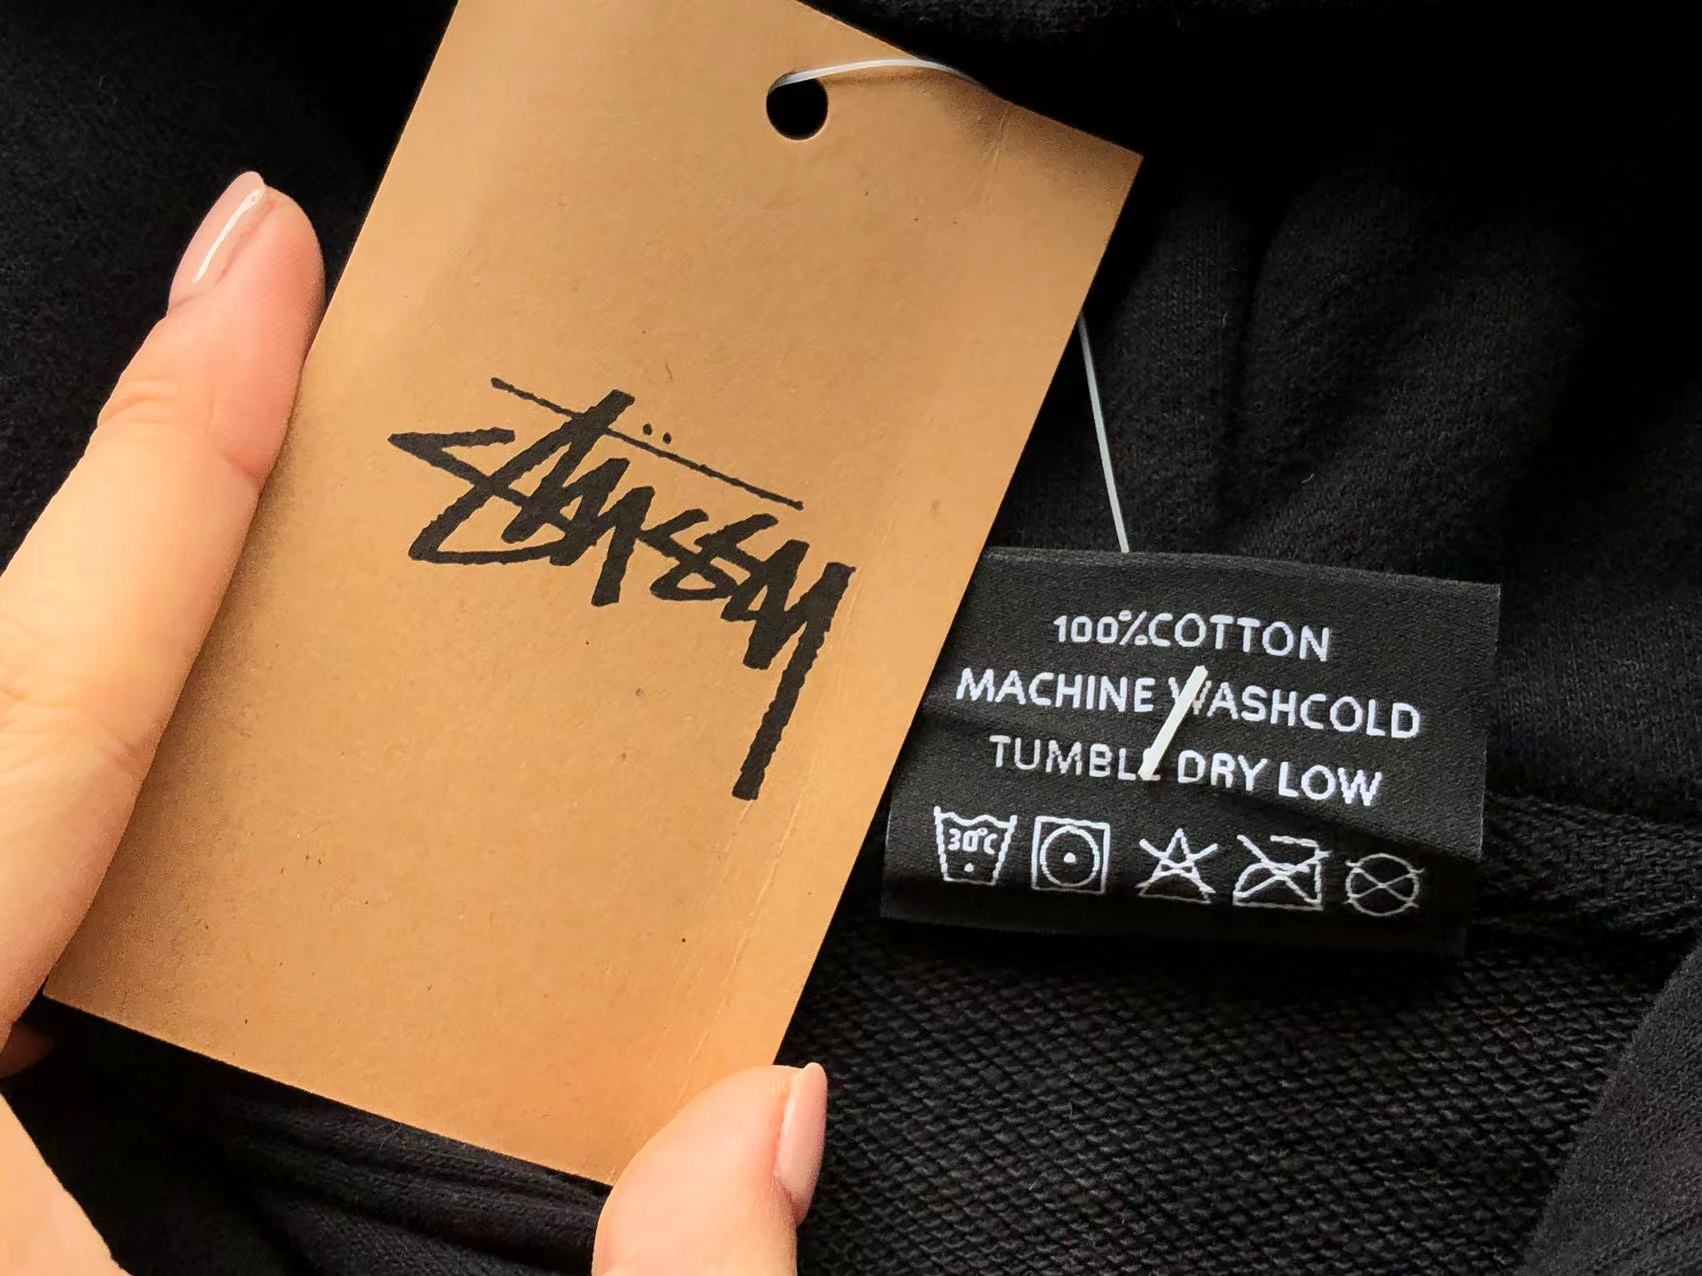 Stüssy
100%COTTON
MACHINE WASHCOLD
TUMBLE DRY LOW
30°C